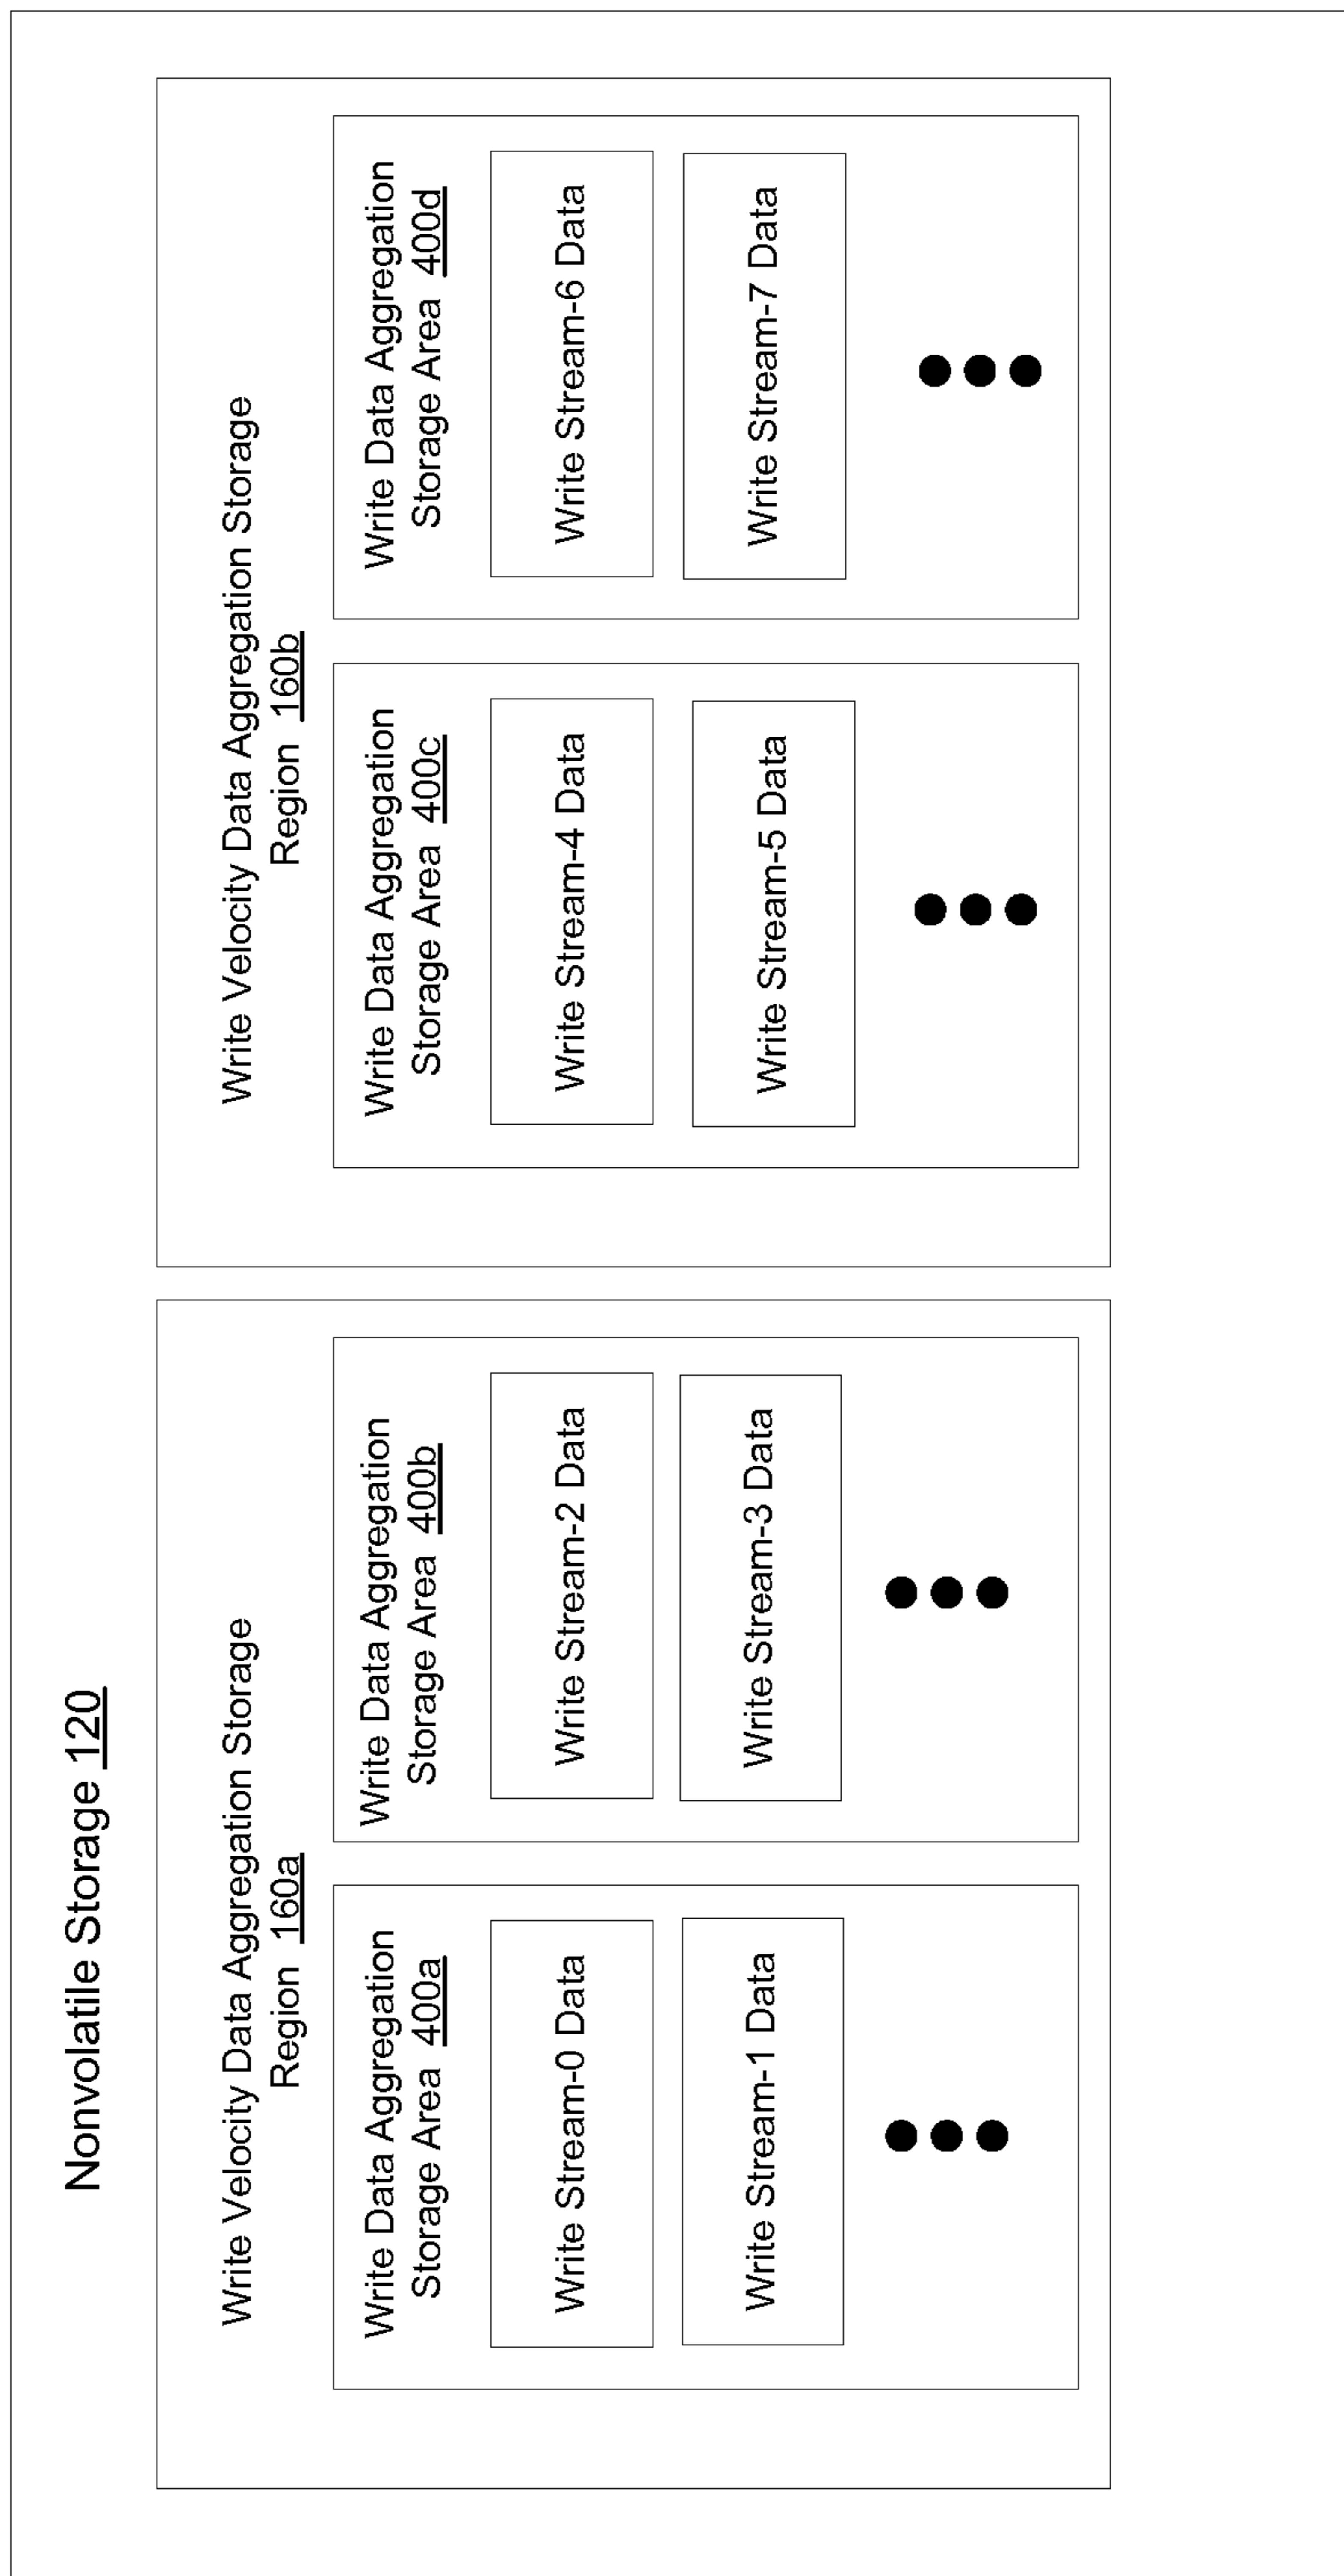 Nonvolatile Storage 120
Write Velocity Data Aggregation Storage
Region 160a
Write Data Aggregation
Storage Area 400a
Write Stream-0 Data
Write Stream-1 Data
Write Data Aggregation
Storage Area 400b
Write Stream-2 Data
Write Stream-3 Data
Write Velocity Data Aggregation Storage
Region 160b
Write Data Aggregation
Storage Area 400c
Write Stream-4 Data
Write Stream-5 Data
Write Data Aggregation
Storage Area 400d
Write Stream-6 Data
Write Stream-7 Data